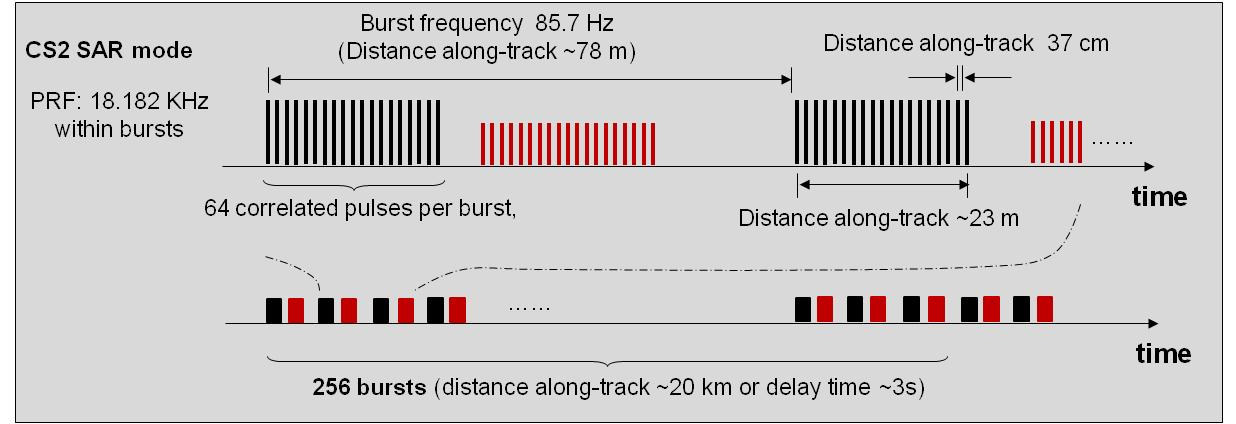 Burst frequency 85.7 Hz
(Distance along-track ~78 m)
CS2 SAR mode
Distance along-track 37 cm
PRF: 18.182 KHz
within bursts
......
time
64 correlated pulses per burst,
Distance along-track ~23 m
......
time
256 bursts (distance along-track ~20 km or delay time ~3s)